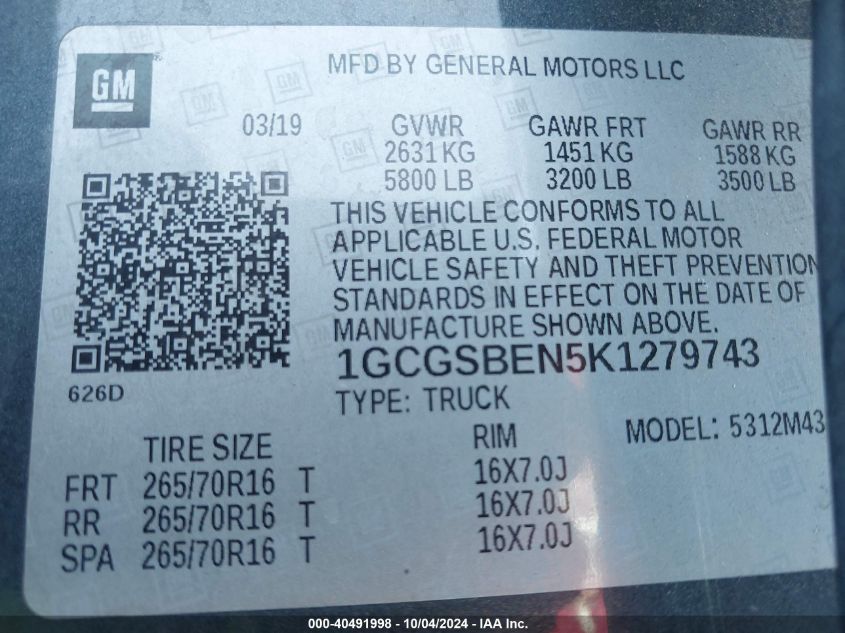 GM
MFD BY GENERAL MOTORS LLC
03/19 GVWR GAWR FRT GAWR RR
2631 KG 1451 KG 1588 KG
5800 LB 3200 LB 3500 LB
THIS VEHICLE CONFORMS TO ALL
APPLICABLE U.S. FEDERAL MOTOR
VEHICLE SAFETY AND THEFT PREVENTION
STANDARDS IN EFFECT ON THE DATE OF
MANUFACTURE SHOWN ABOVE.
1GCGSBEN5K1279743
626D
TYPE: TRUCK
MODEL: 5312M43
TIRE SIZE RIM
FRT 265/70R16 T 16X7.0J
RR 265/70R16 T 16X7.0J
SPA 265/70R16 T 16X7.0J
000-40491998 - 10/04/2024 - IAA Inc.